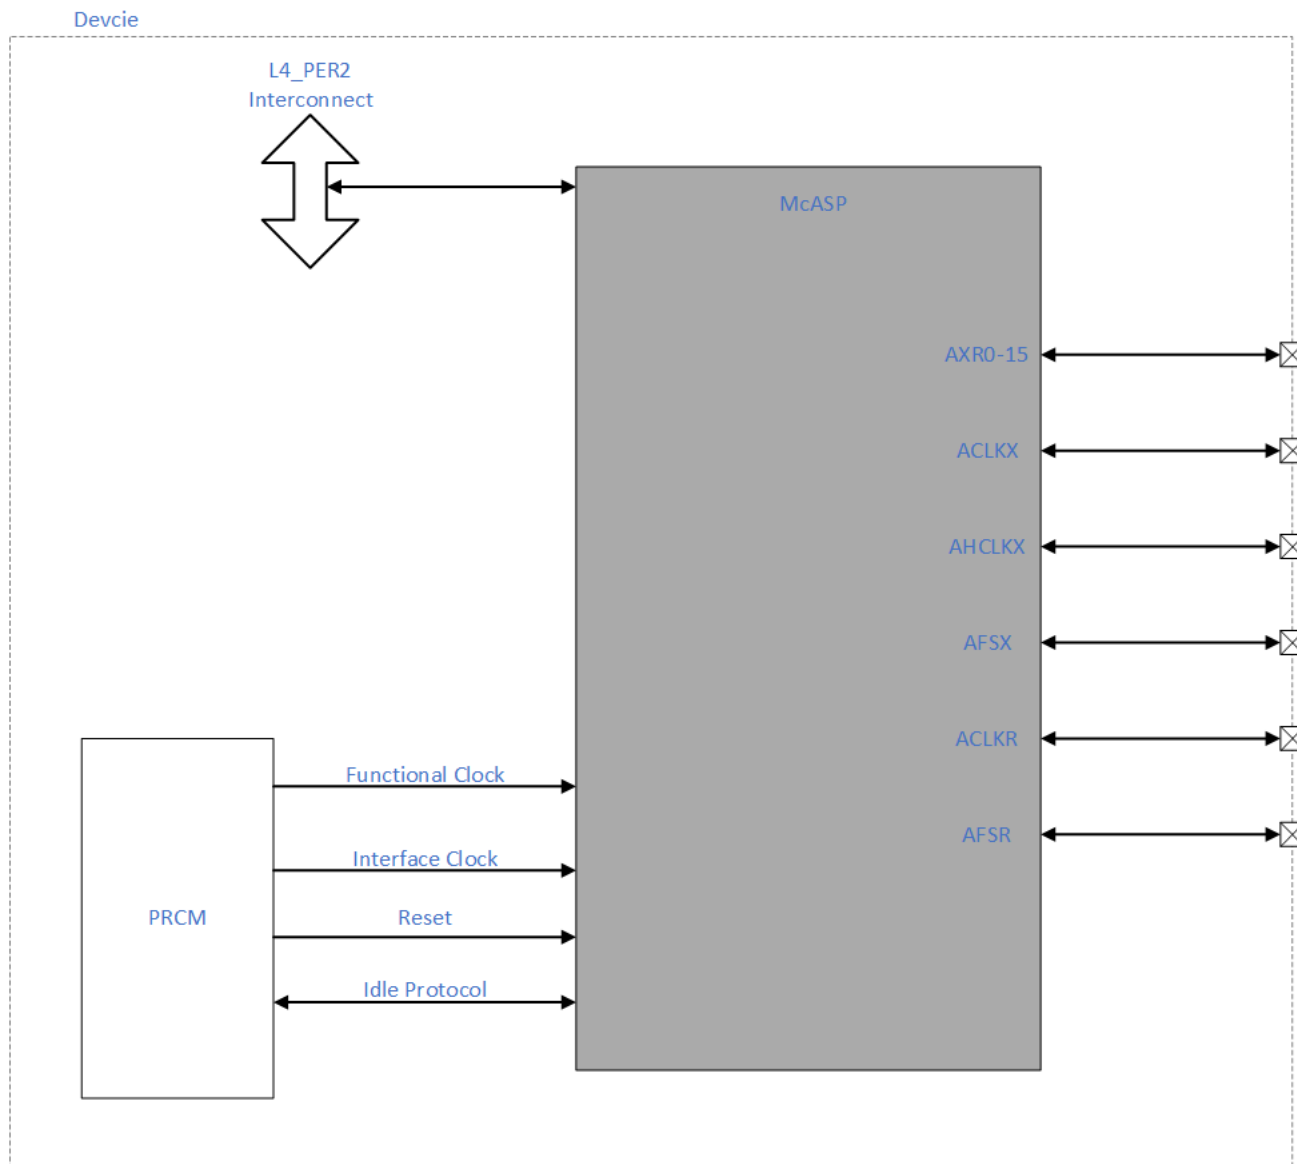 Devcie
L4_PER2
Interconnect
McASP
AXR0-15
ACLKX
AHCLKX
AFSX
ACLKR
AFSR
Functional Clock
Interface Clock
PRCM
Reset
Idle Protocol